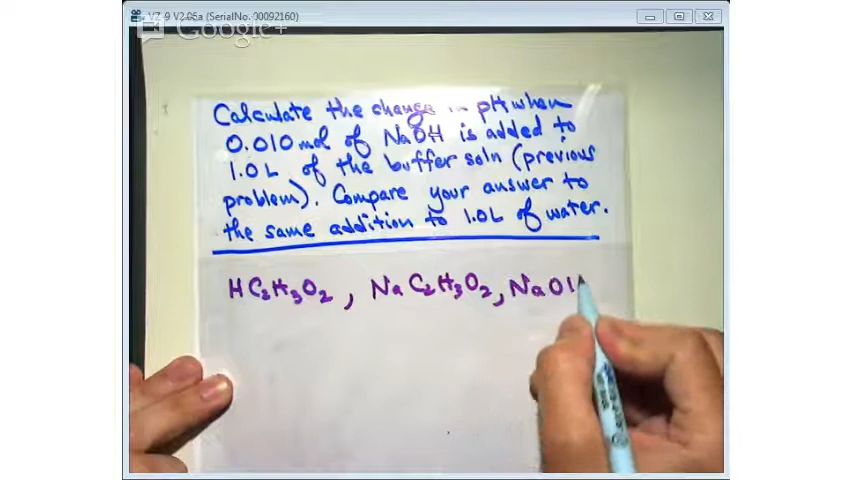 VZ-9 V2.05a (SerialNo.00092160)
Google+
Calculate the change in pH when
0.010 mol of NaOH is added to
1.0 L of the buffer soln (previous
problem). Compare your answer to
the same addition to 1.0 L of water.
HC₂H₃O₂, NaC₂H₃O₂, NaOH